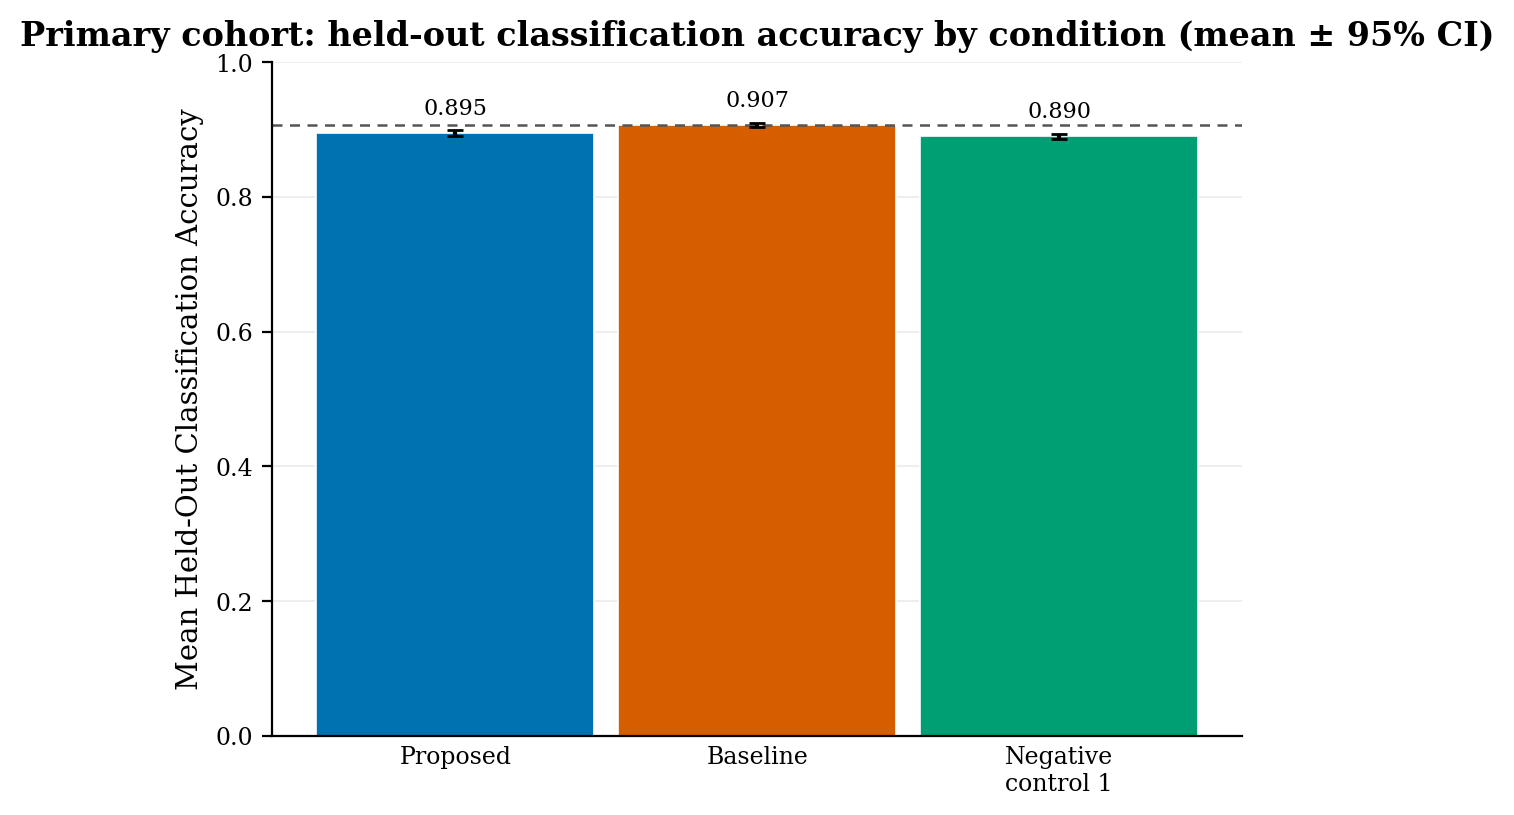 Primary cohort: held-out classification accuracy by condition (mean ± 95% CI)
Mean Held-Out Classification Accuracy
1.0
0.8
0.6
0.4
0.2
0.0
0.895
0.907
0.890
Proposed
Baseline
Negative
control 1